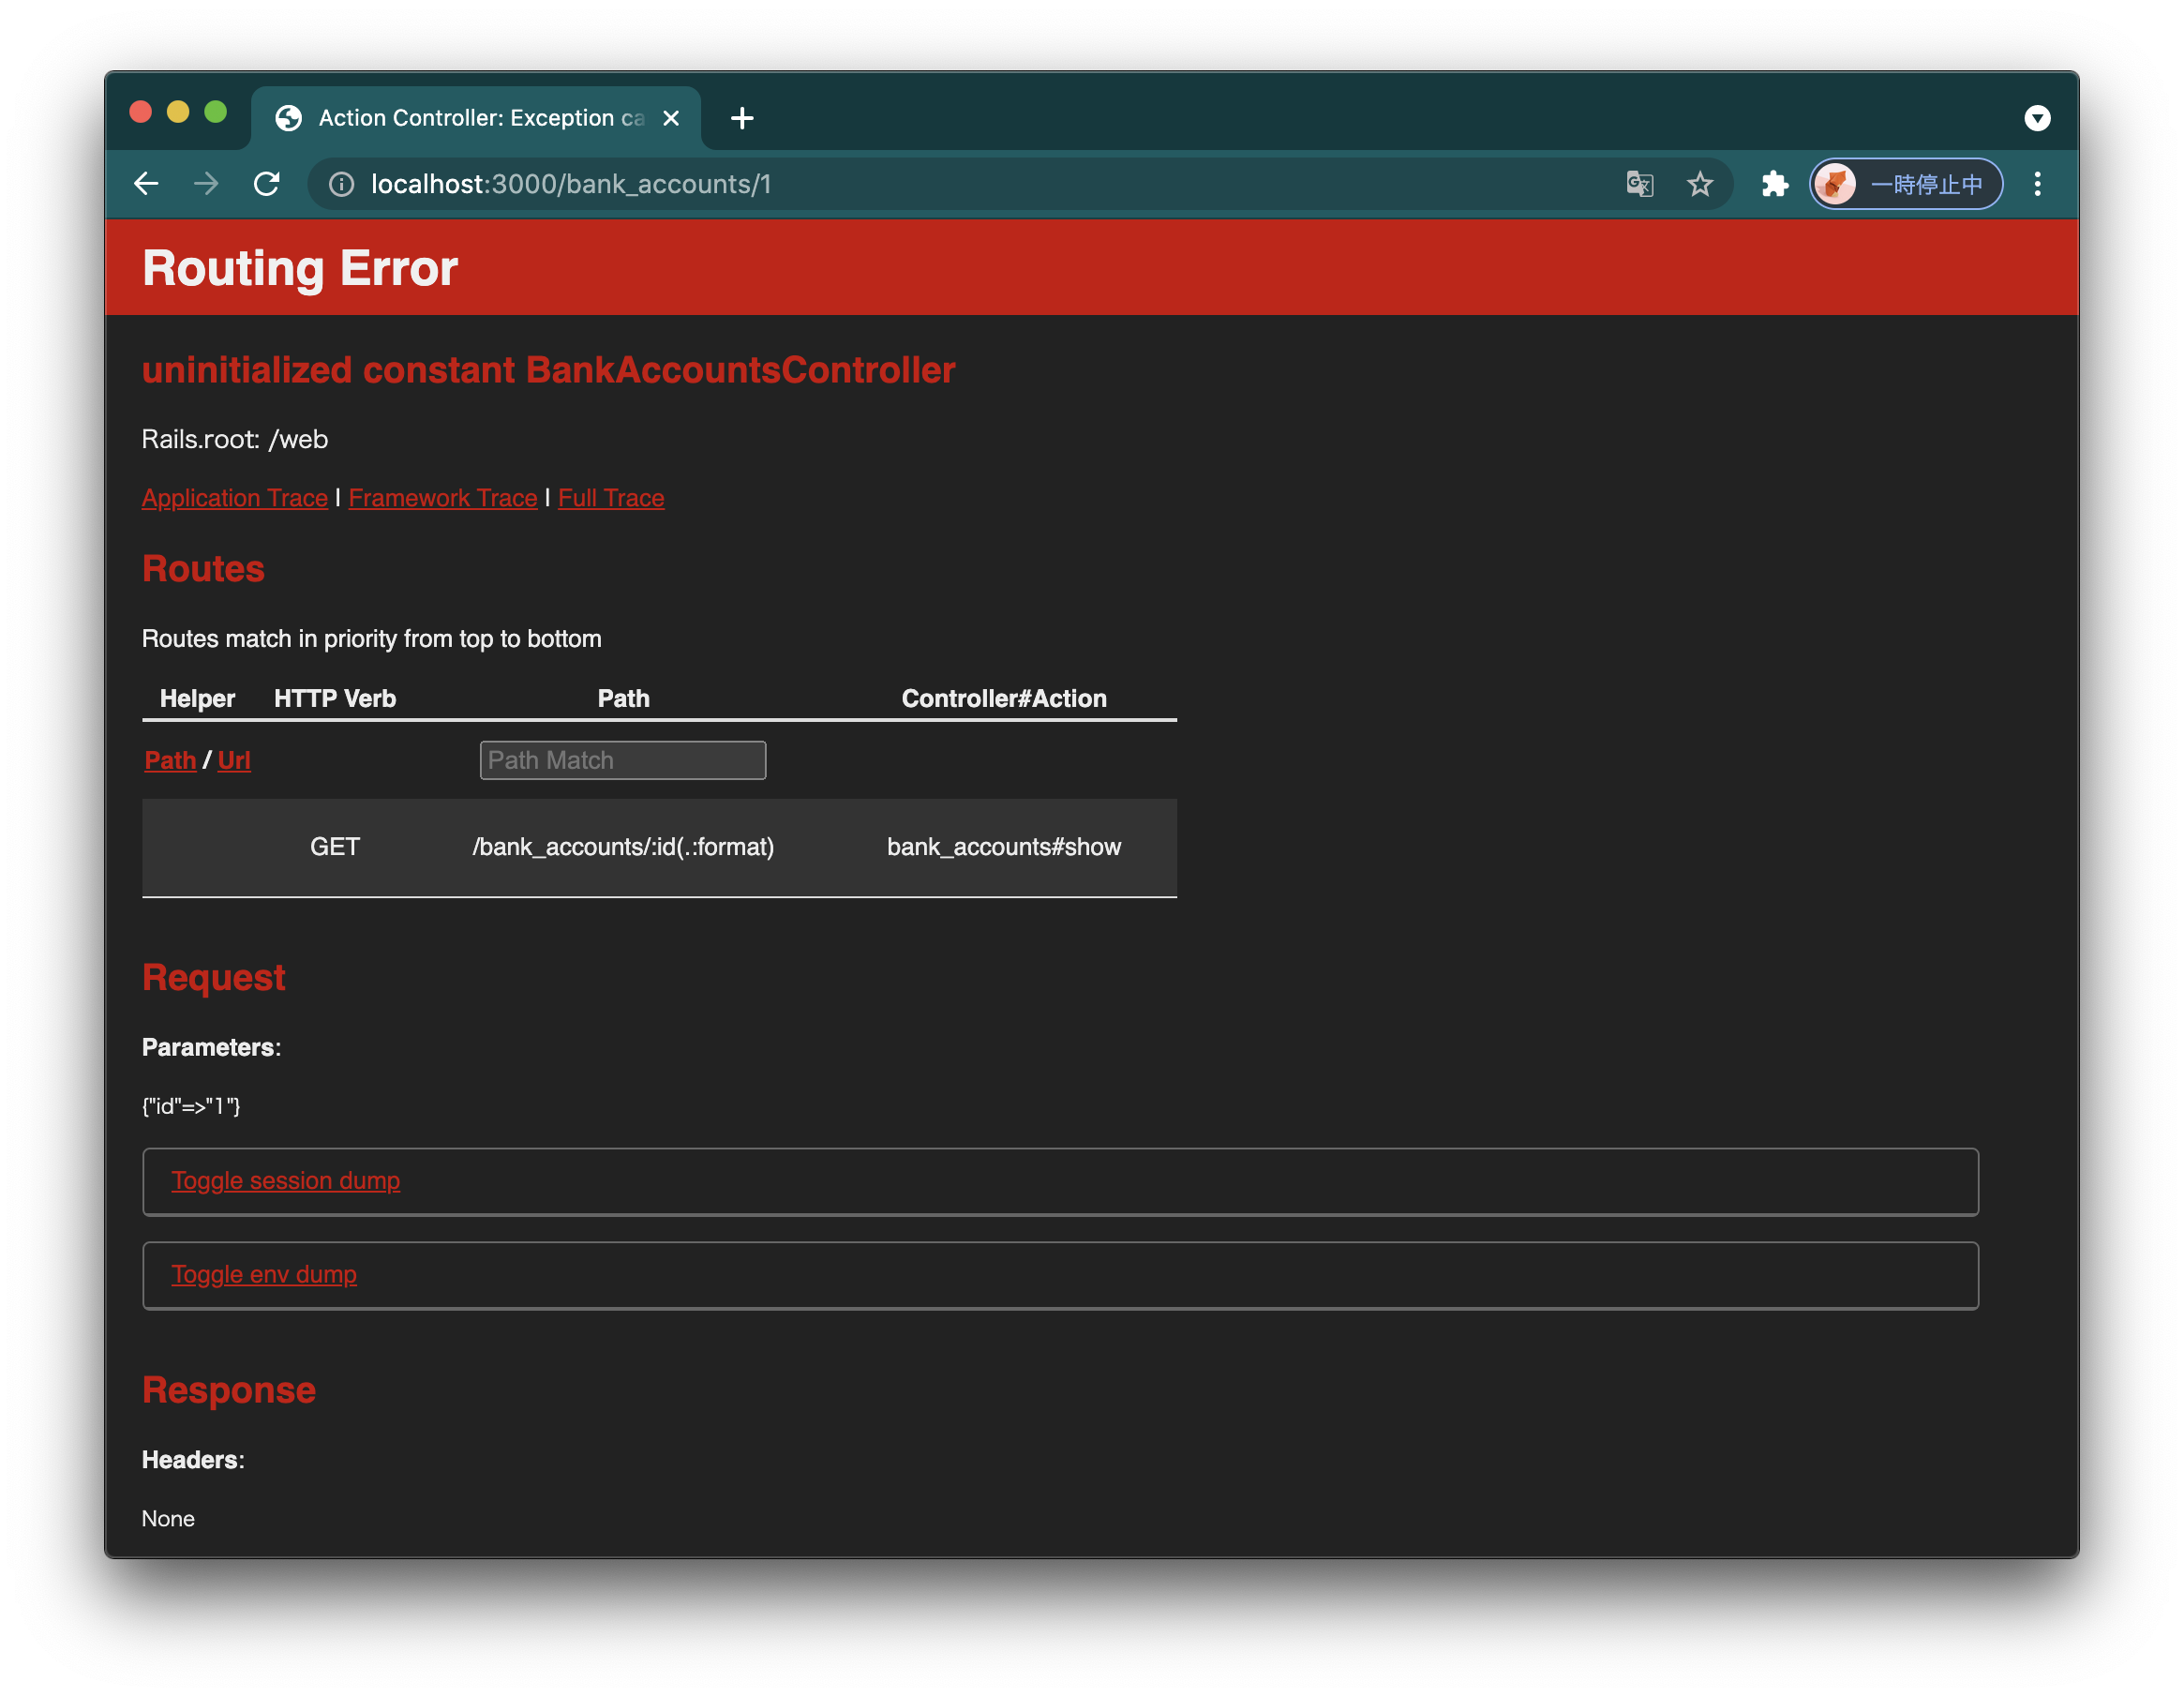 Action Controller: Exception ca
localhost:3000/bank_accounts/1
一時停止中
Routing Error
uninitialized constant BankAccountsController
Rails.root: /web
Application Trace | Framework Trace | Full Trace
Routes
Routes match in priority from top to bottom
Helper HTTP Verb Path Controller#Action
Path / Url Path Match
GET /bank_accounts/:id(.:format) bank_accounts#show
Request
Parameters:
{"id"=>"1"}
Toggle session dump
Toggle env dump
Response
Headers:
None